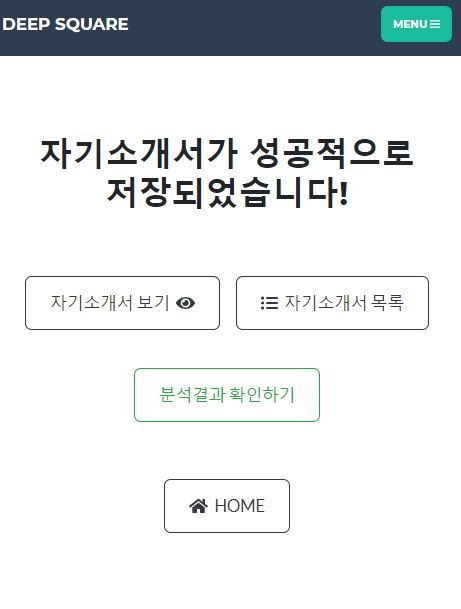 DEEP SQUARE
MENU
자기소개서가 성공적으로
저장되었습니다!
자기소개서 보기
자기소개서 목록
분석결과 확인하기
HOME